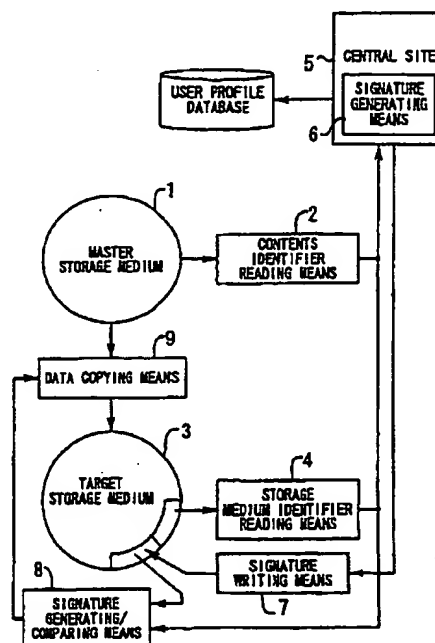 5
CENTRAL SITE
SIGNATURE
GENERATING
MEANS
6
USER PROFILE
DATABASE
1
MASTER
STORAGE MEDIUM
2
CONTENTS
IDENTIFIER
READING MEANS
9
DATA COPYING MEANS
3
TARGET
STORAGE MEDIUM
4
STORAGE
MEDIUM IDENTIFIER
READING MEANS
SIGNATURE
WRITING MEANS
7
8
SIGNATURE
GENERATING/
COMPARING MEANS